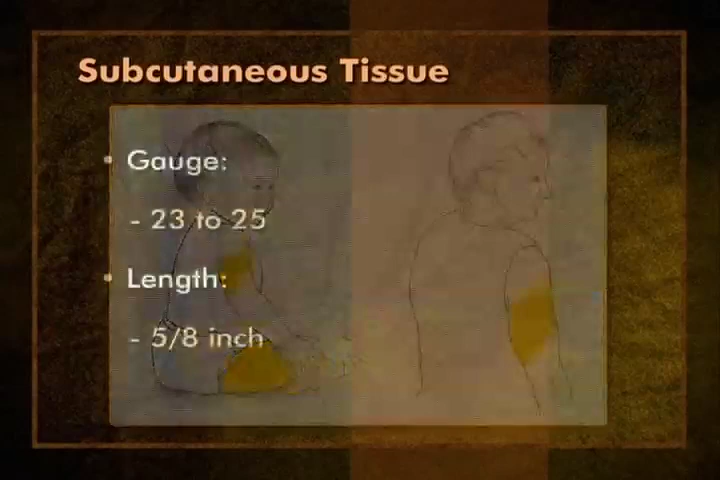 Subcutaneous Tissue
• Gauge:
- 23 to 25
• Length:
- 5/8 inch